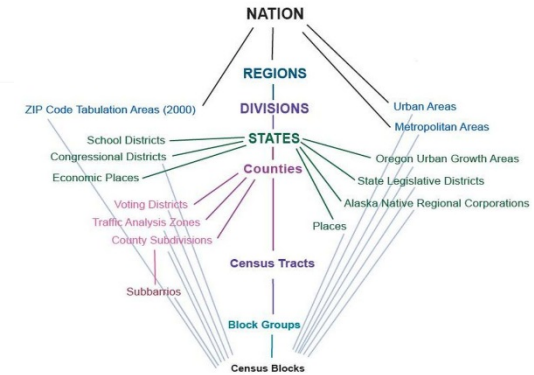 NATION
REGIONS
ZIP Code Tabulation Areas (2000)
DIVISIONS
Urban Areas
Metropolitan Areas
School Districts
STATES
Congressional Districts
Oregon Urban Growth Areas
Economic Places
Counties
State Legislative Districts
Voting Districts
Alaska Native Regional Corporations
Traffic Analysis Zones
Places
County Subdivisions
Census Tracts
Subbarrios
Block Groups
Census Blocks